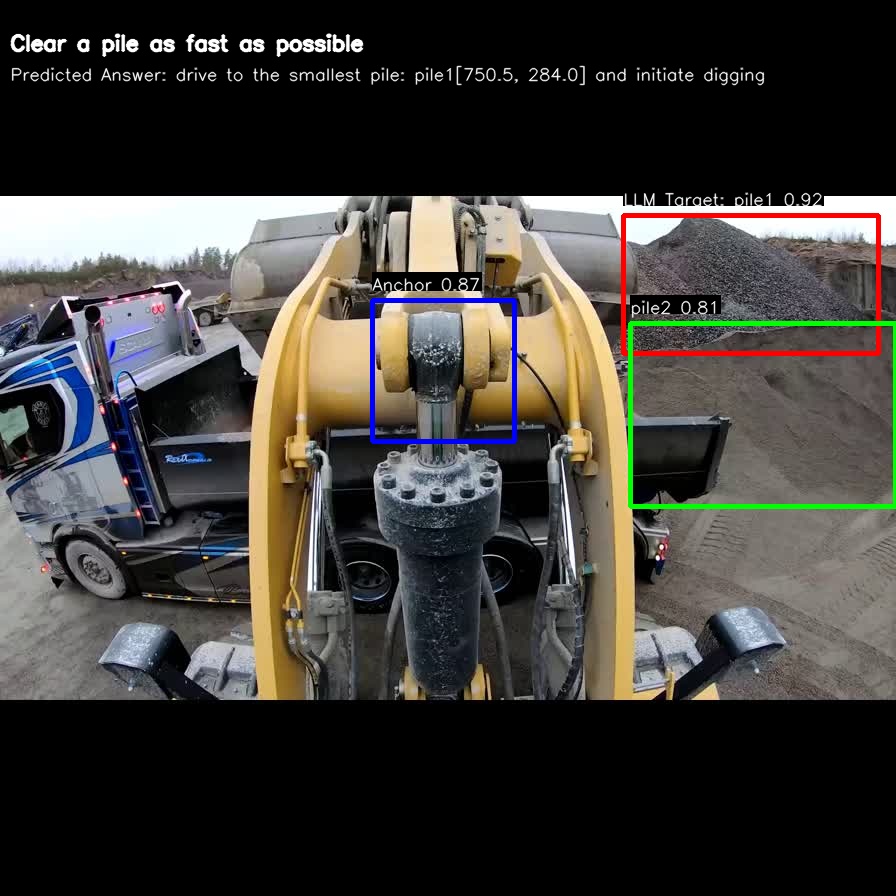 Clear a pile as fast as possible
Predicted Answer: drive to the smallest pile: pile1[750.5, 284.0] and initiate digging
LLM Target: pile1 0.92
Anchor 0.87
pile2 0.81